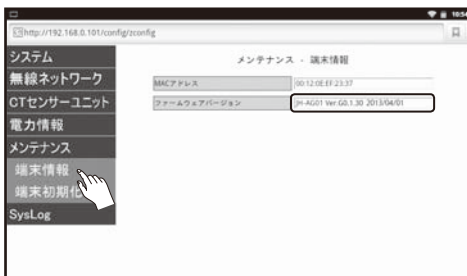 10:54
http://192.168.0.101/config/zconfig
システム
無線ネットワーク
CTセンサーユニット
電力情報
メンテナンス
端末情報
端末初期化
SysLog
メンテナンス - 端末情報
MACアドレス 00:12:0E:EF:23:37
ファームウェアバージョン JH-AG01 Ver.G0.1.30 2013/04/01